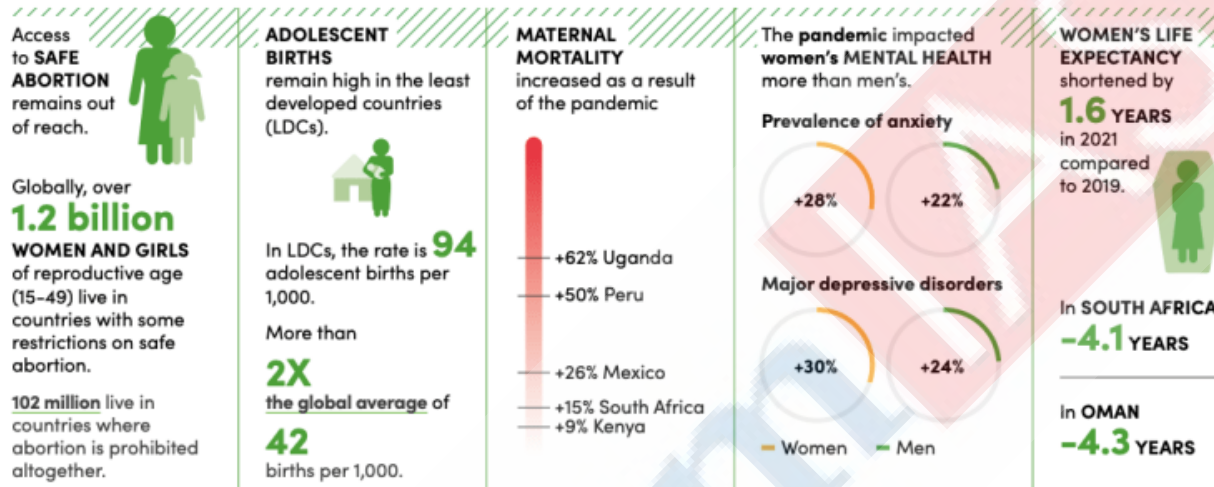 Access
to SAFE
ABORTION
remains out
of reach.
Globally, over
1.2 billion
WOMEN AND GIRLS
of reproductive age
(15–49) live in
countries with some
restrictions on safe
abortion.
102 million live in
countries where
abortion is prohibited
altogether.
ADOLESCENT
BIRTHS
remain high in the least
developed countries
(LDCs).
In LDCs, the rate is 94
adolescent births per
1,000.
More than
2X
the global average of
42
births per 1,000.
MATERNAL
MORTALITY
increased as a result
of the pandemic
+62% Uganda
+50% Peru
+26% Mexico
+15% South Africa
+9% Kenya
The pandemic impacted
women's MENTAL HEALTH
more than men's.
Prevalence of anxiety
+28% +22%
Major depressive disorders
+30% +24%
Women Men
WOMEN'S LIFE
EXPECTANCY
shortened by
1.6 YEARS
in 2021
compared
to 2019.
In SOUTH AFRICA
-4.1 YEARS
In OMAN
-4.3 YEARS